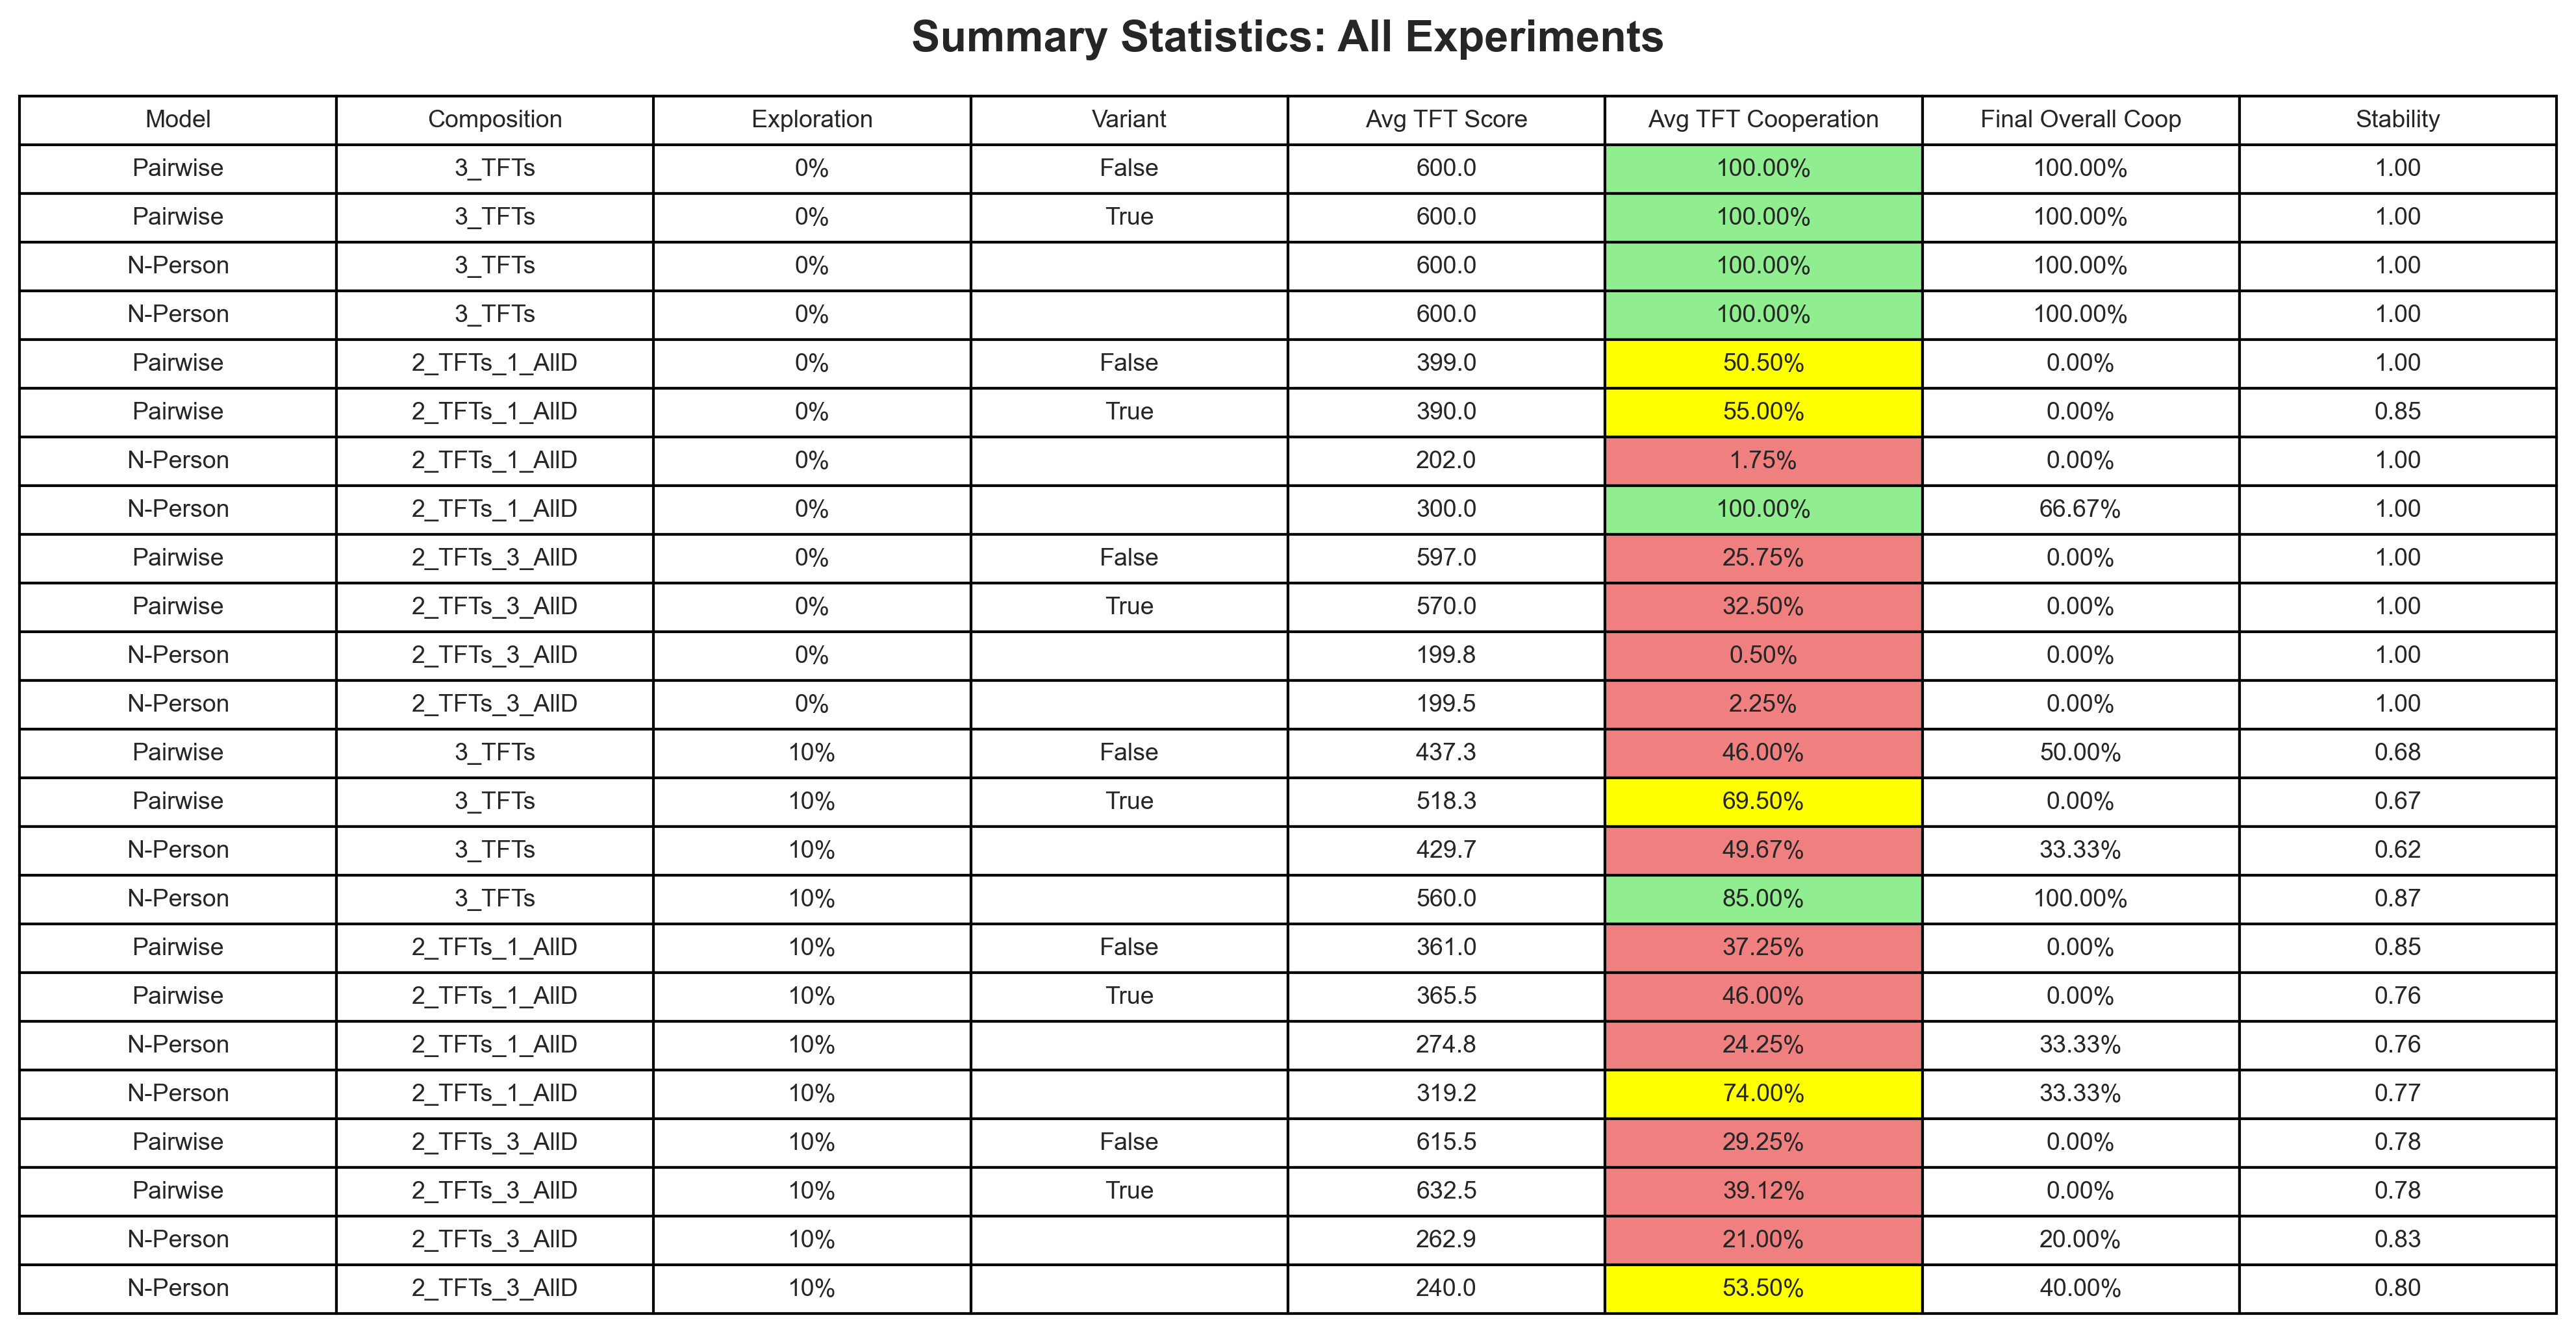 Summary Statistics: All Experiments
Model Composition Exploration Variant Avg TFT Score Avg TFT Cooperation Final Overall Coop Stability
Pairwise 3_TFTs 0% False 600.0 100.00% 100.00% 1.00
Pairwise 3_TFTs 0% True 600.0 100.00% 100.00% 1.00
N-Person 3_TFTs 0% 600.0 100.00% 100.00% 1.00
N-Person 3_TFTs 0% 600.0 100.00% 100.00% 1.00
Pairwise 2_TFTs_1_AllD 0% False 399.0 50.50% 0.00% 1.00
Pairwise 2_TFTs_1_AllD 0% True 390.0 55.00% 0.00% 0.85
N-Person 2_TFTs_1_AllD 0% 202.0 1.75% 0.00% 1.00
N-Person 2_TFTs_1_AllD 0% 300.0 100.00% 66.67% 1.00
Pairwise 2_TFTs_3_AllD 0% False 597.0 25.75% 0.00% 1.00
Pairwise 2_TFTs_3_AllD 0% True 570.0 32.50% 0.00% 1.00
N-Person 2_TFTs_3_AllD 0% 199.8 0.50% 0.00% 1.00
N-Person 2_TFTs_3_AllD 0% 199.5 2.25% 0.00% 1.00
Pairwise 3_TFTs 10% False 437.3 46.00% 50.00% 0.68
Pairwise 3_TFTs 10% True 518.3 69.50% 0.00% 0.67
N-Person 3_TFTs 10% 429.7 49.67% 33.33% 0.62
N-Person 3_TFTs 10% 560.0 85.00% 100.00% 0.87
Pairwise 2_TFTs_1_AllD 10% False 361.0 37.25% 0.00% 0.85
Pairwise 2_TFTs_1_AllD 10% True 365.5 46.00% 0.00% 0.76
N-Person 2_TFTs_1_AllD 10% 274.8 24.25% 33.33% 0.76
N-Person 2_TFTs_1_AllD 10% 319.2 74.00% 33.33% 0.77
Pairwise 2_TFTs_3_AllD 10% False 615.5 29.25% 0.00% 0.78
Pairwise 2_TFTs_3_AllD 10% True 632.5 39.12% 0.00% 0.78
N-Person 2_TFTs_3_AllD 10% 262.9 21.00% 20.00% 0.83
N-Person 2_TFTs_3_AllD 10% 240.0 53.50% 40.00% 0.80